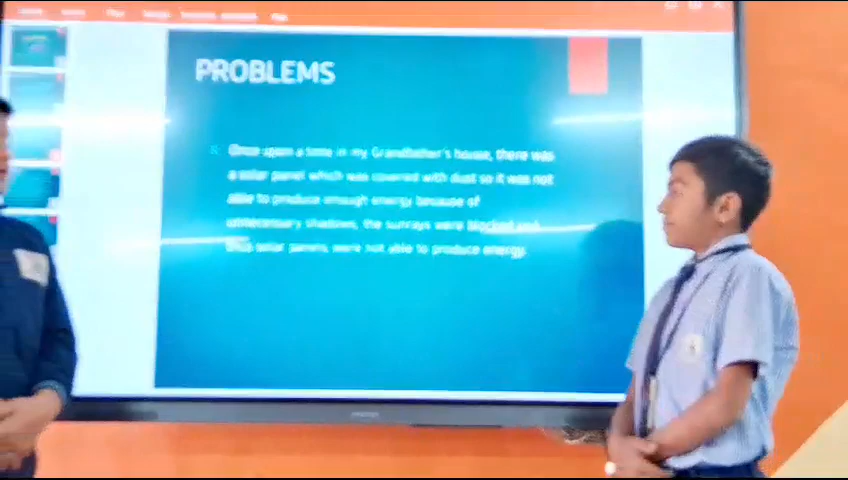 PROBLEMS
Once upon a time in my Grandfather's house, there was
a solar panel which was covered with dust so it was not
able to produce enough energy because of
unnecessary shadows, the sunrays were blocked and
thus solar panels were not able to produce energy.